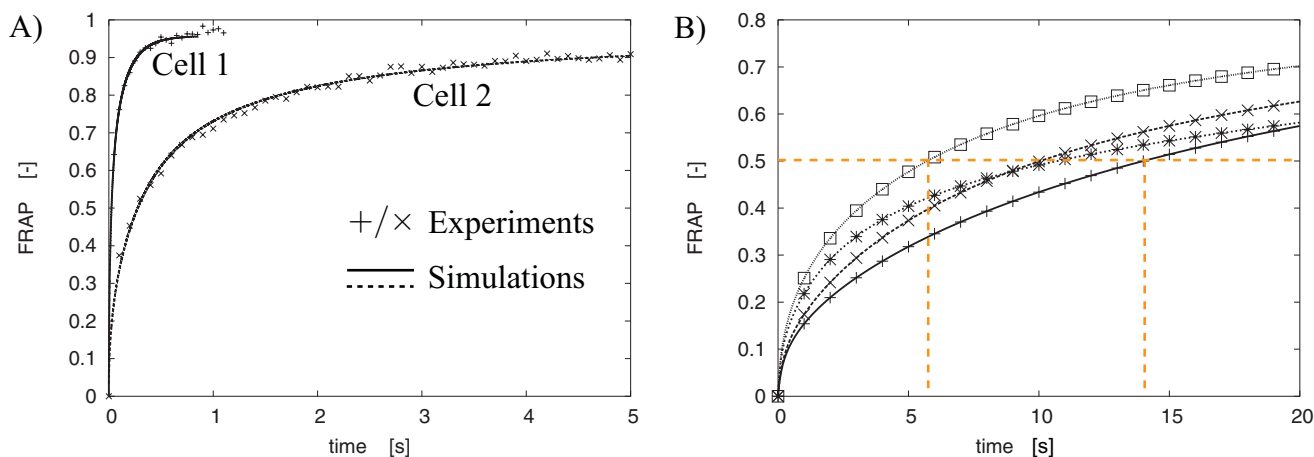 A)
FRAP [-]
1
0.9
0.8
0.7
0.6
0.5
0.4
0.3
0.2
0.1
0
Cell 1
Cell 2
+/× Experiments
Simulations
0 1 2 3 4 5
time [s]
B)
FRAP [-]
0.8
0.7
0.6
0.5
0.4
0.3
0.2
0.1
0
0 5 10 15 20
time [s]